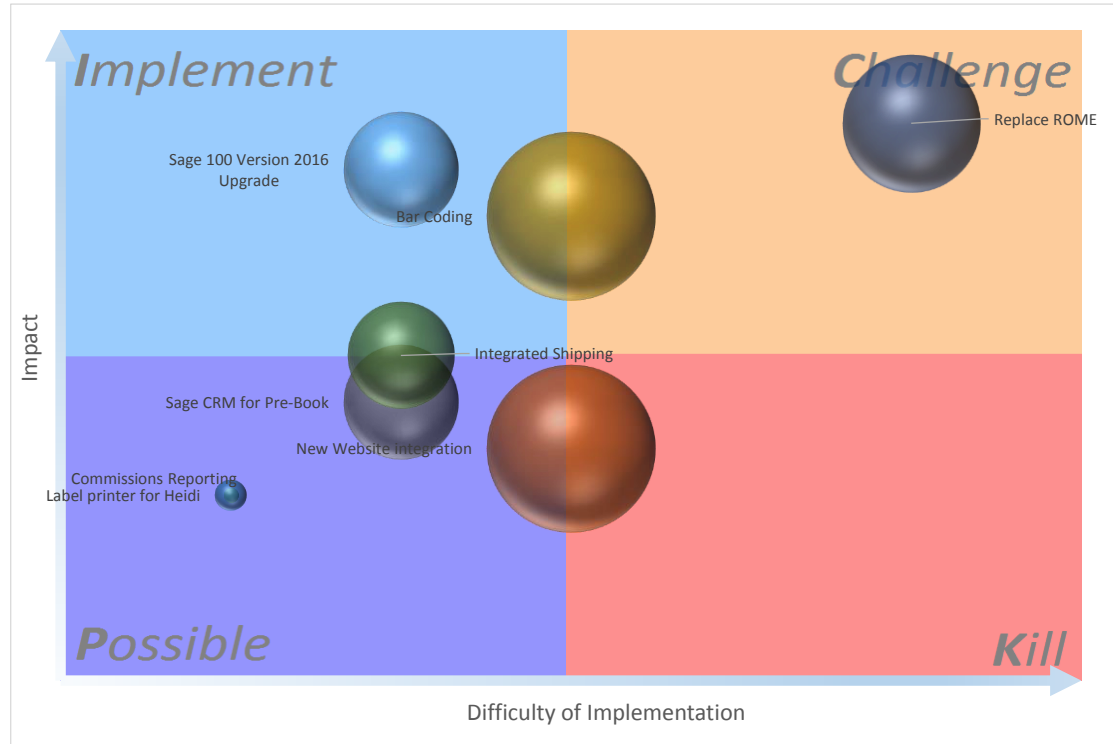 Implement
Challenge
Replace ROME
Sage 100 Version 2016
Upgrade
Bar Coding
Impact
Integrated Shipping
Sage CRM for Pre-Book
New Website integration
Commissions Reporting
Label printer for Heidi
Possible
Kill
Difficulty of Implementation